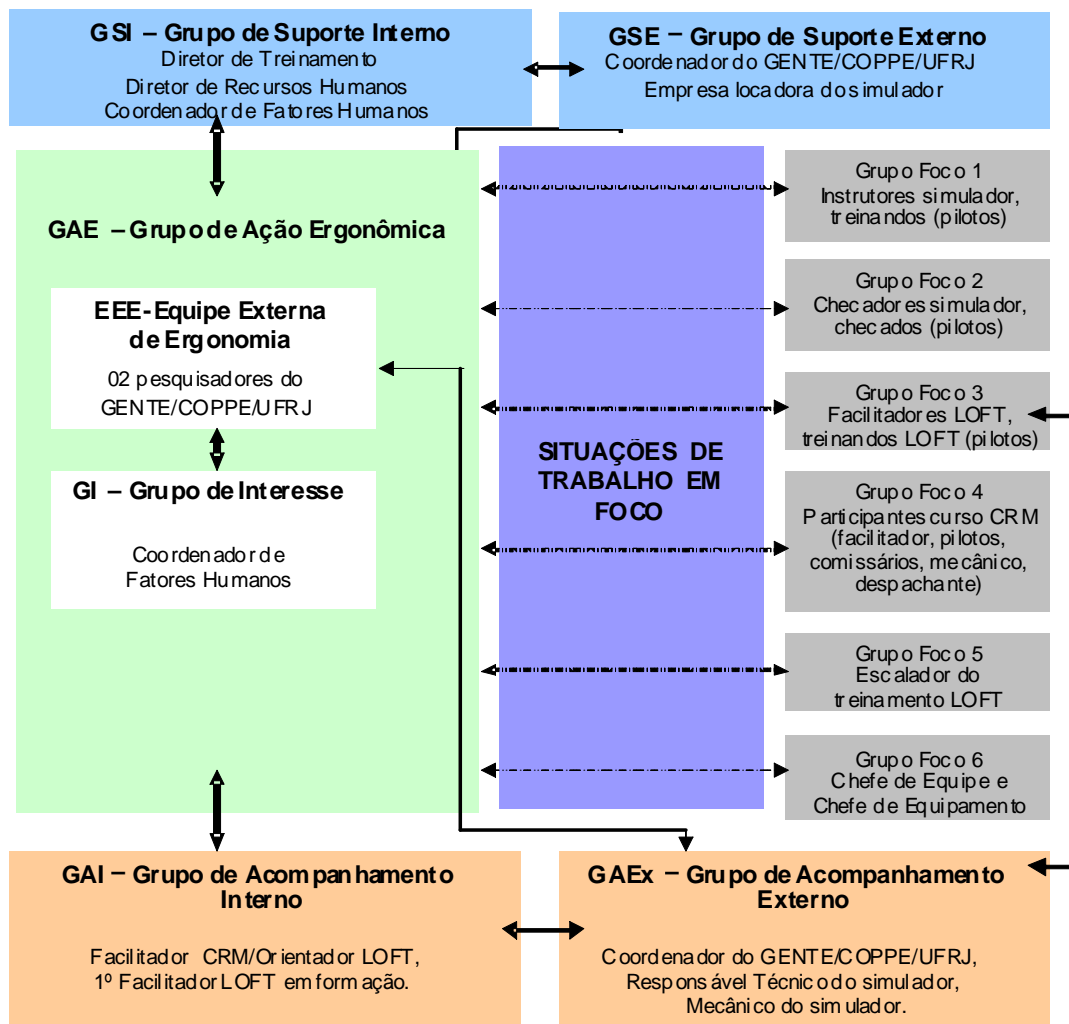 GSI – Grupo de Suporte Interno
Diretor de Treinamento
Diretor de Recursos Humanos
Coordenador de Fatores Humanos
GSE – Grupo de Suporte Externo
Coordenador do GENTE/COPPE/UFRJ
Empresa locadora do simulador
GAE – Grupo de Ação Ergonômica
EEE-Equipe Externa
de Ergonomia
02 pesquisadores do
GENTE/COPPE/UFRJ
GI – Grupo de Interesse
Coordenador de
Fatores Humanos
SITUAÇÕES DE
TRABALHO EM
FOCO
Grupo Foco 1
Instrutores simulador,
treinandos (pilotos)
Grupo Foco 2
Checadores simulador,
checados (pilotos)
Grupo Foco 3
Facilitadores LOFT,
treinandos LOFT (pilotos)
Grupo Foco 4
Participantes curso CRM
(facilitador, pilotos,
comissários, mecânico,
despachante)
Grupo Foco 5
Escalador do
treinamento LOFT
Grupo Foco 6
Chefe de Equipe e
Chefe de Equipamento
GAI – Grupo de Acompanhamento
Interno
Facilitador CRM/Orientador LOFT,
1º Facilitador LOFT em formação.
GAEx – Grupo de Acompanhamento
Externo
Coordenador do GENTE/COPPE/UFRJ,
Responsável Técnico do simulador,
Mecânico do simulador.